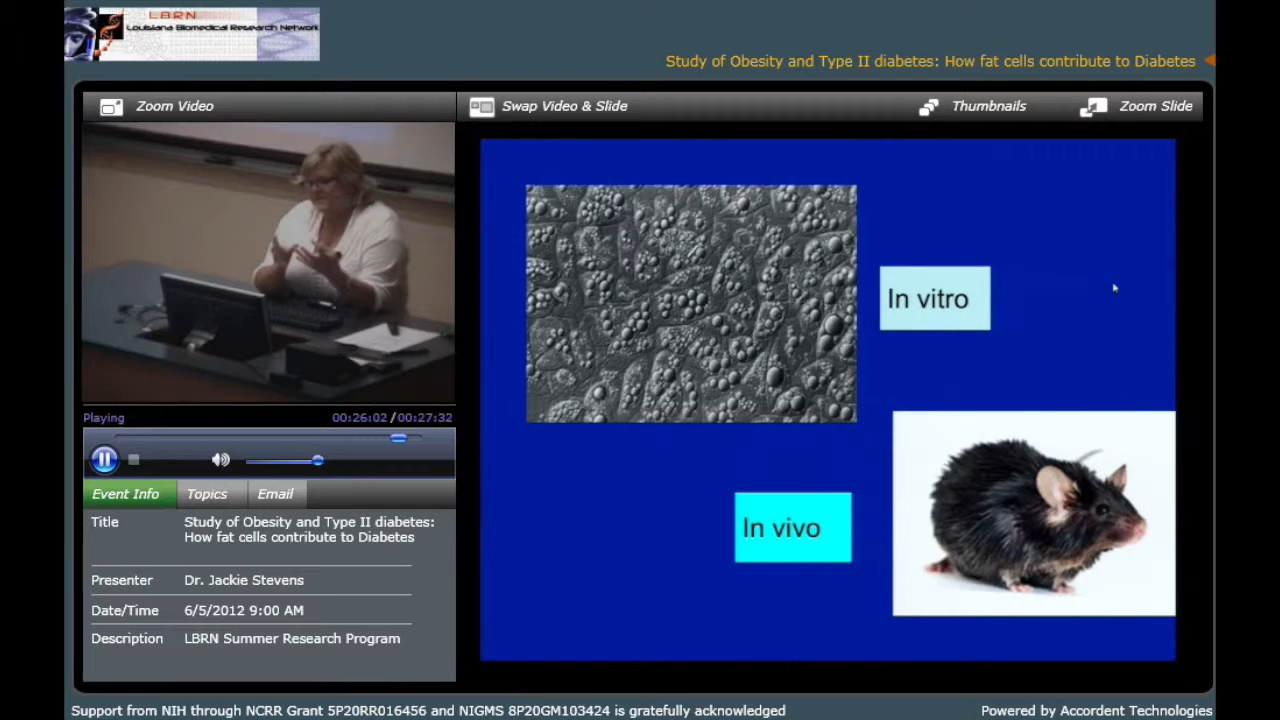 LBRN
Louisiana Biomedical Research Network
Study of Obesity and Type II diabetes: How fat cells contribute to Diabetes
Zoom Video
Swap Video & Slide
Thumbnails
Zoom Slide
In vitro
In vivo
Playing
00:26:02 / 00:27:32
Event Info
Topics
Email
Title
Study of Obesity and Type II diabetes:
How fat cells contribute to Diabetes
Presenter
Dr. Jackie Stevens
Date/Time
6/5/2012 9:00 AM
Description
LBRN Summer Research Program
Support from NIH through NCRR Grant 5P20RR016456 and NIGMS 8P20GM103424 is gratefully acknowledged
Powered by Accordent Technologies